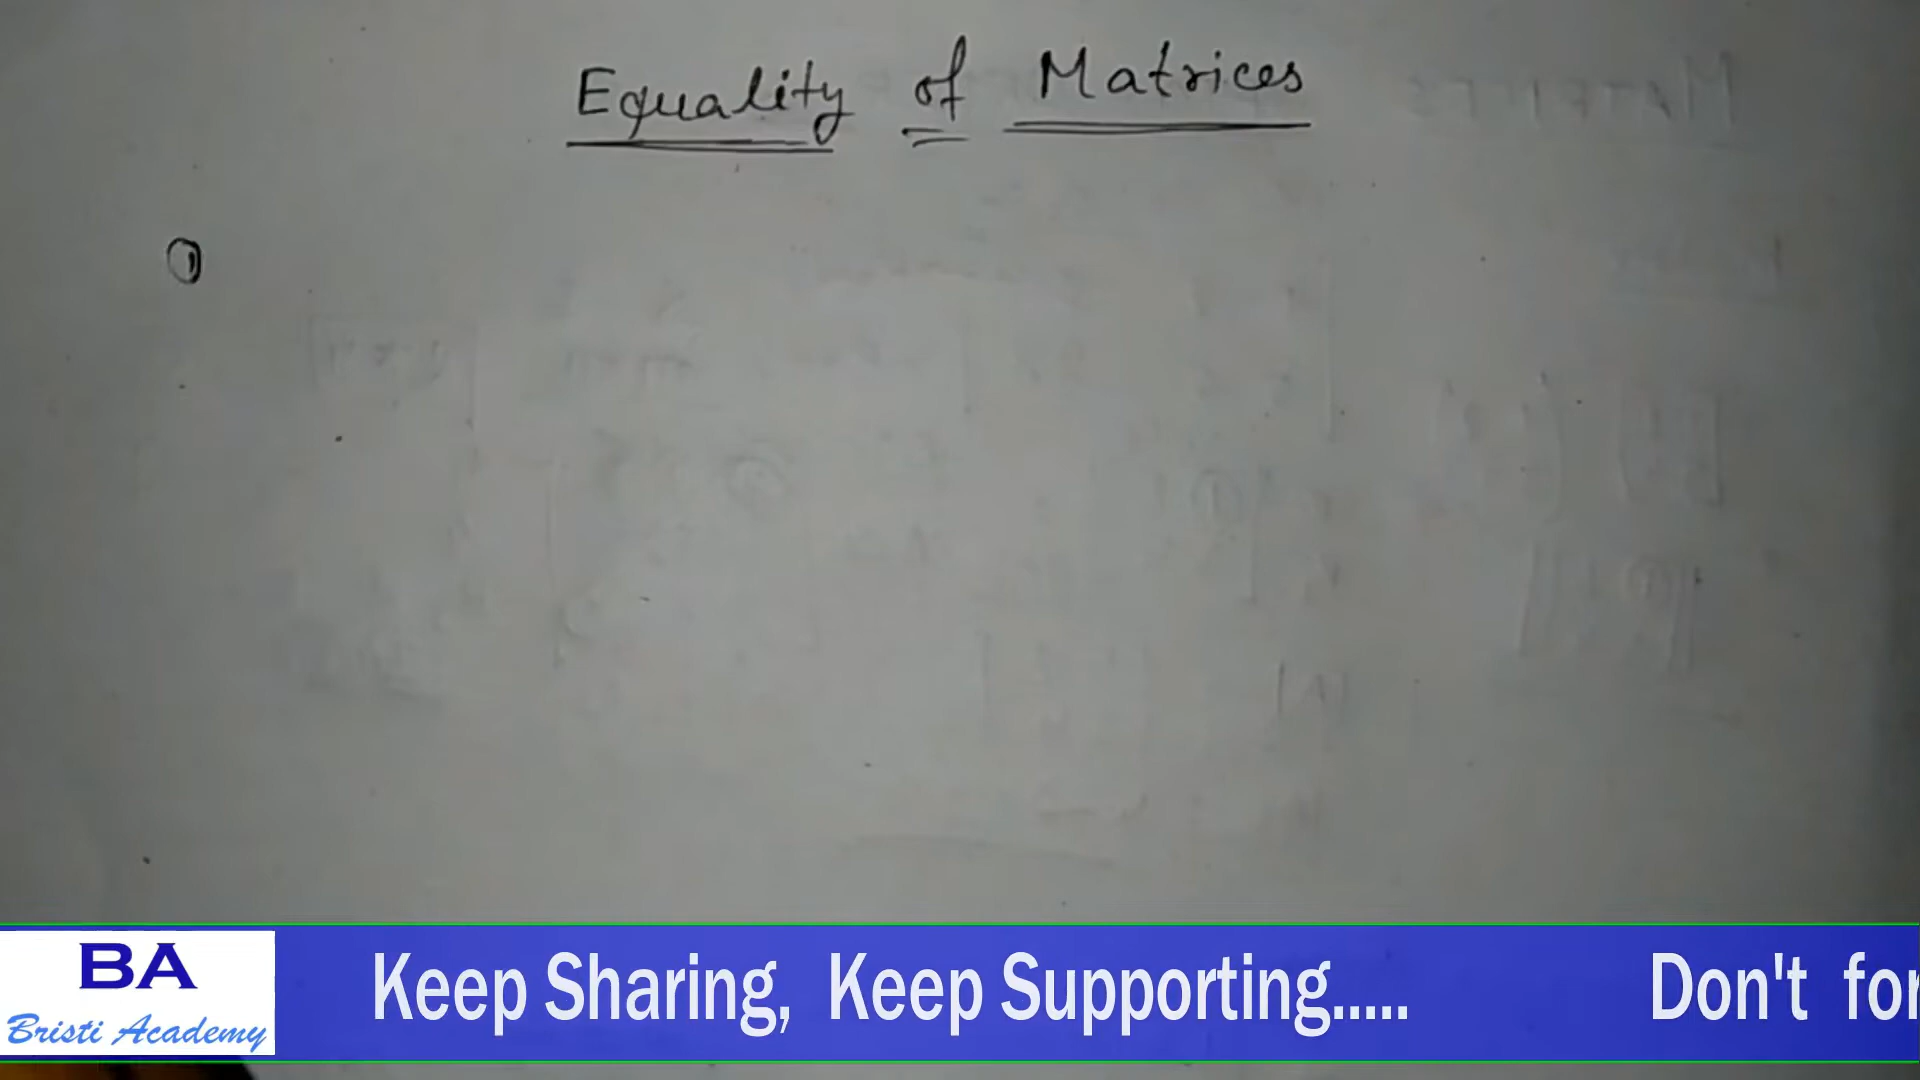 Equality of Matrices
①
BA
Bristi Academy
Keep Sharing, Keep Supporting..... Don't for